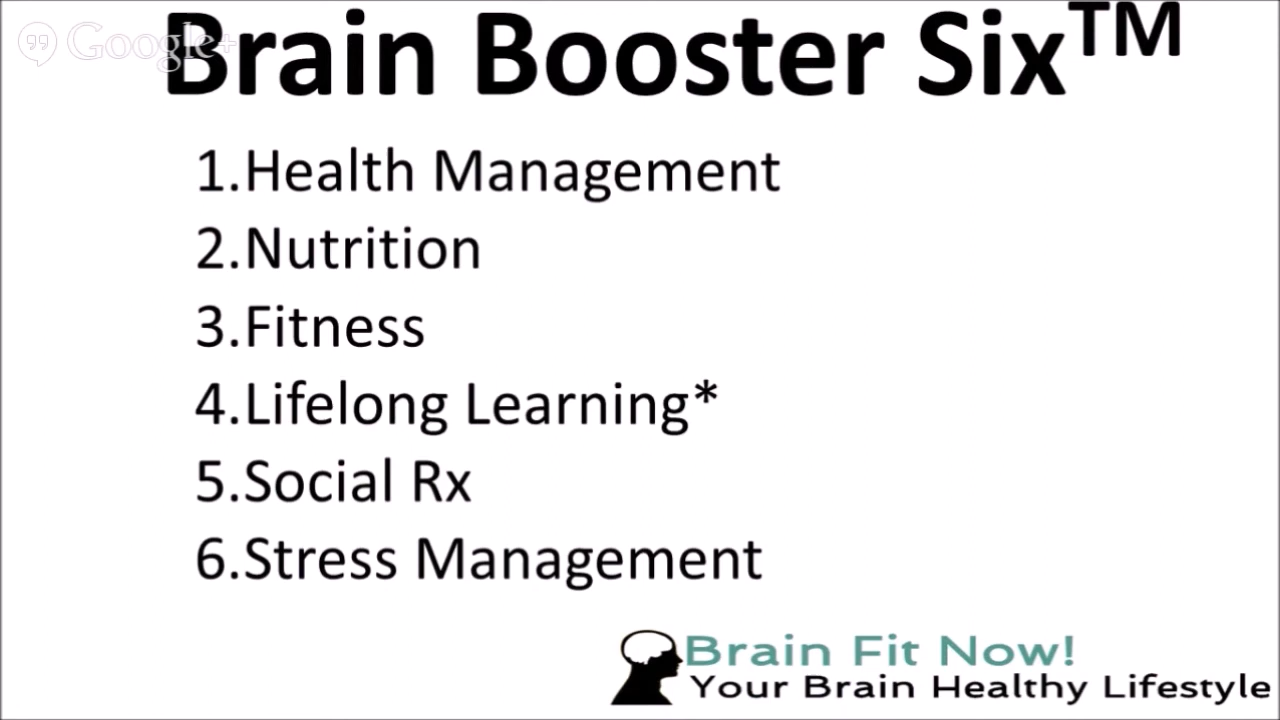 Google+
Brain Booster Six™
1.Health Management
2.Nutrition
3.Fitness
4.Lifelong Learning*
5.Social Rx
6.Stress Management
Brain Fit Now!
Your Brain Healthy Lifestyle